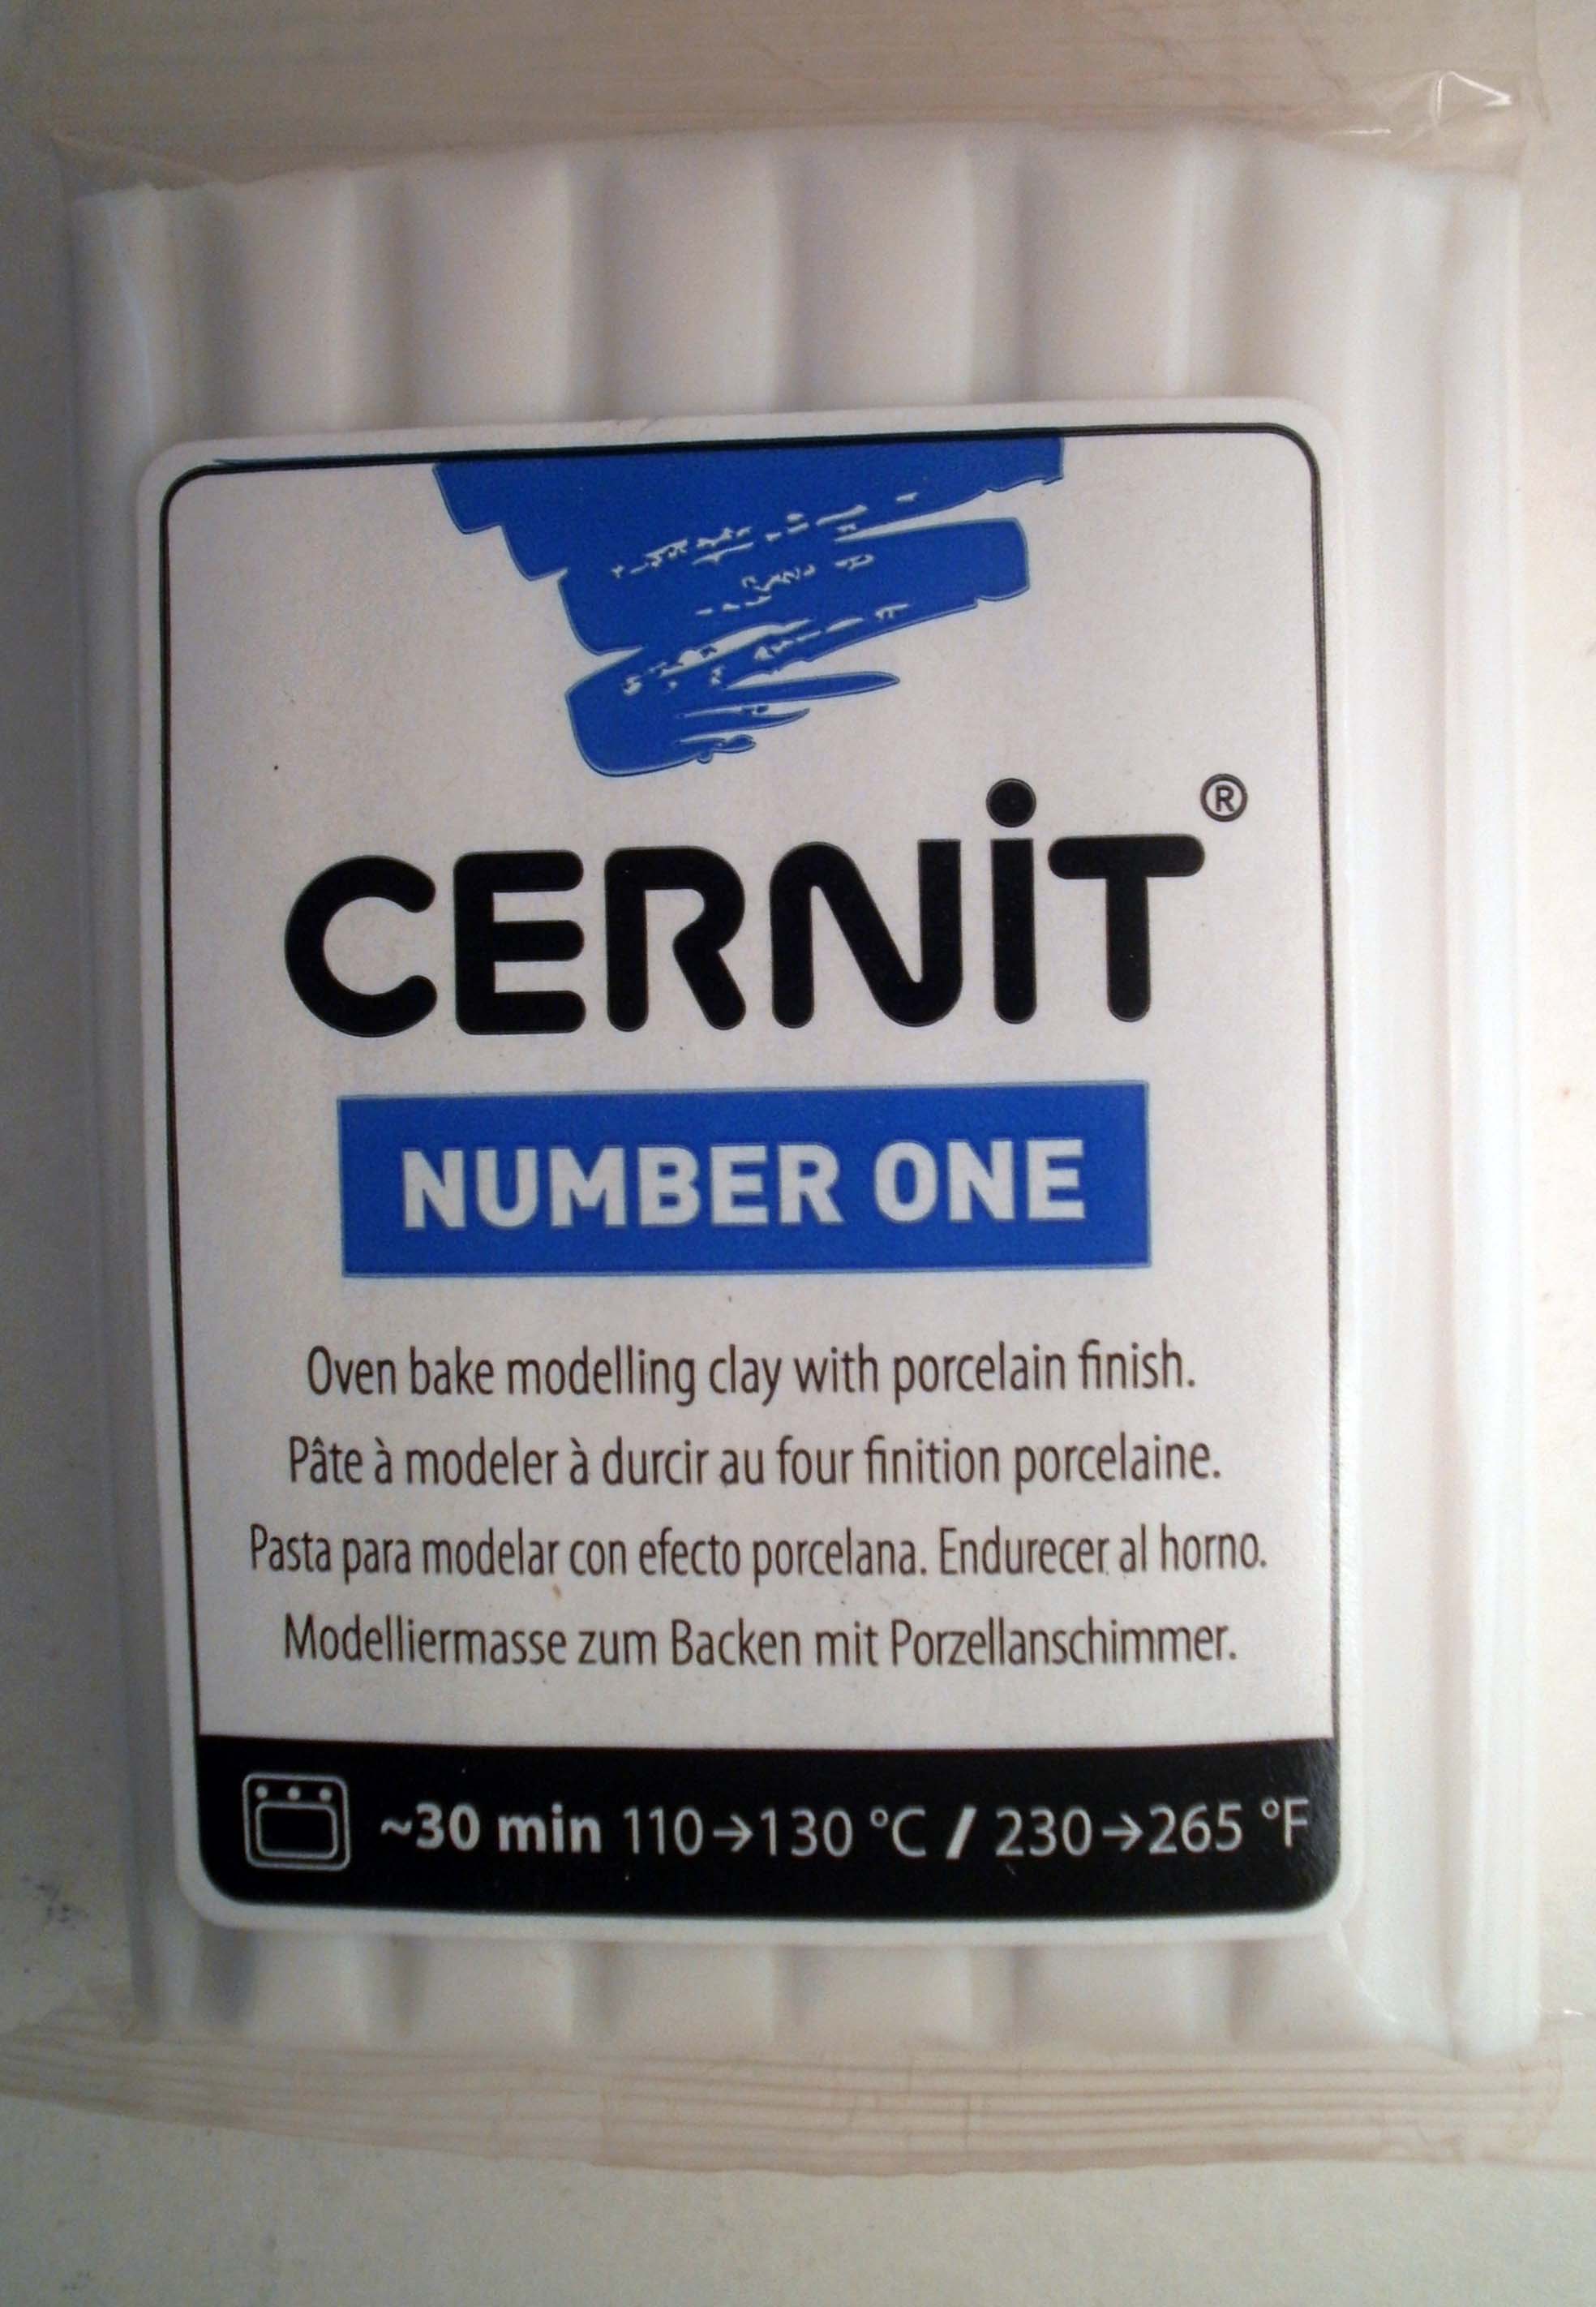 CERNiT®
NUMBER ONE
Oven bake modelling clay with porcelain finish.
Pâte à modeler à durcir au four finition porcelaine.
Pasta para modelar con efecto porcelana. Endurecer al horno.
Modelliermasse zum Backen mit Porzellanschimmer.
~30 min 110→130 °C / 230→265 °F